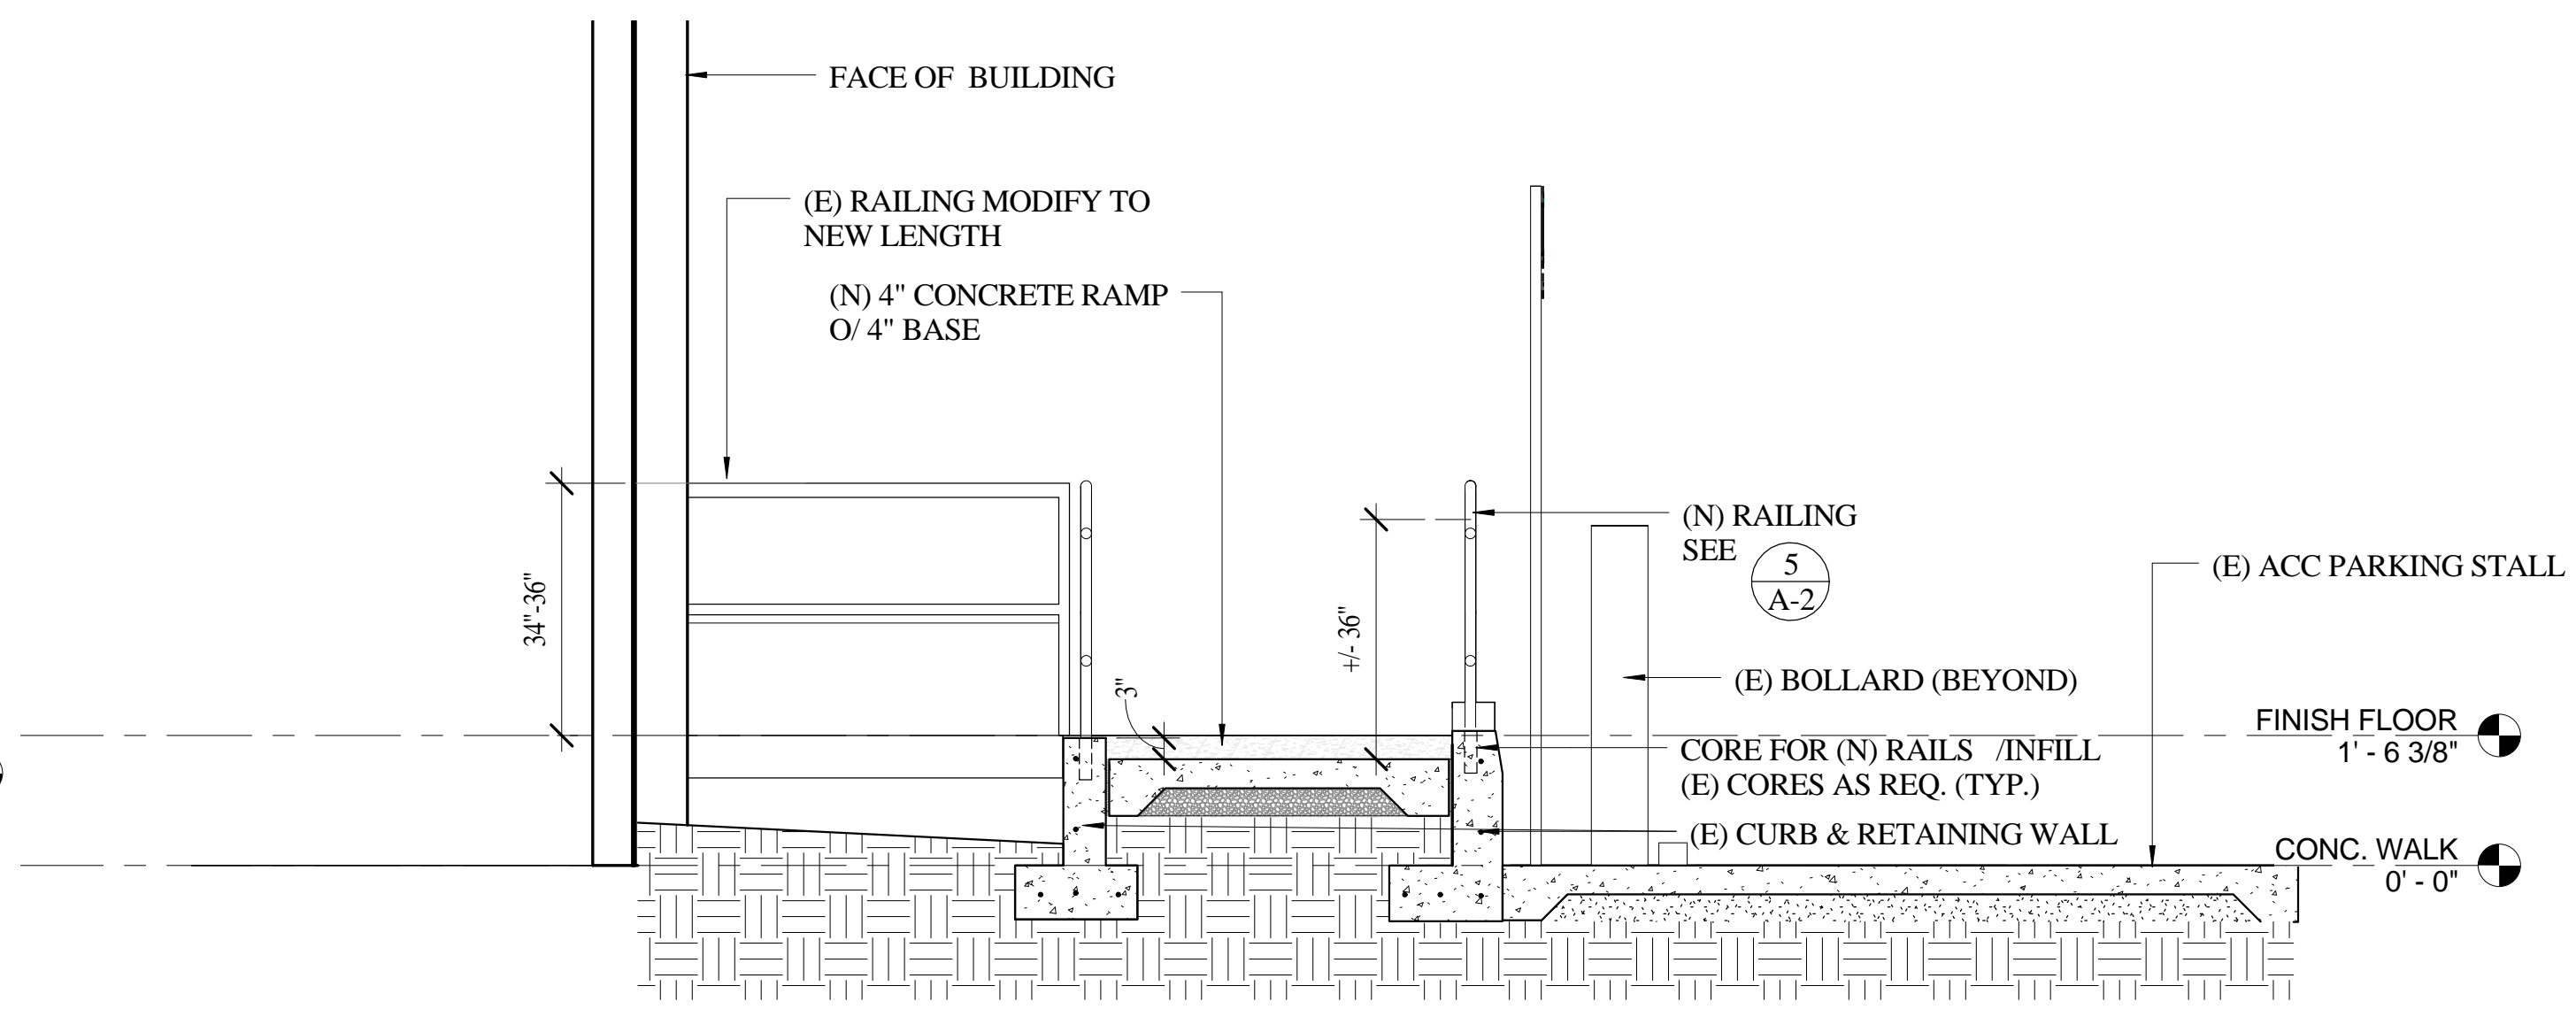 FACE OF BUILDING
(E) RAILING MODIFY TO
NEW LENGTH
(N) 4" CONCRETE RAMP
O/ 4" BASE
34"-36"
3"
+/- 36"
(N) RAILING
SEE
5
A-2
(E) ACC PARKING STALL
(E) BOLLARD (BEYOND)
FINISH FLOOR
1' - 6 3/8"
CORE FOR (N) RAILS /INFILL
(E) CORES AS REQ. (TYP.)
(E) CURB & RETAINING WALL
CONC. WALK
0' - 0"